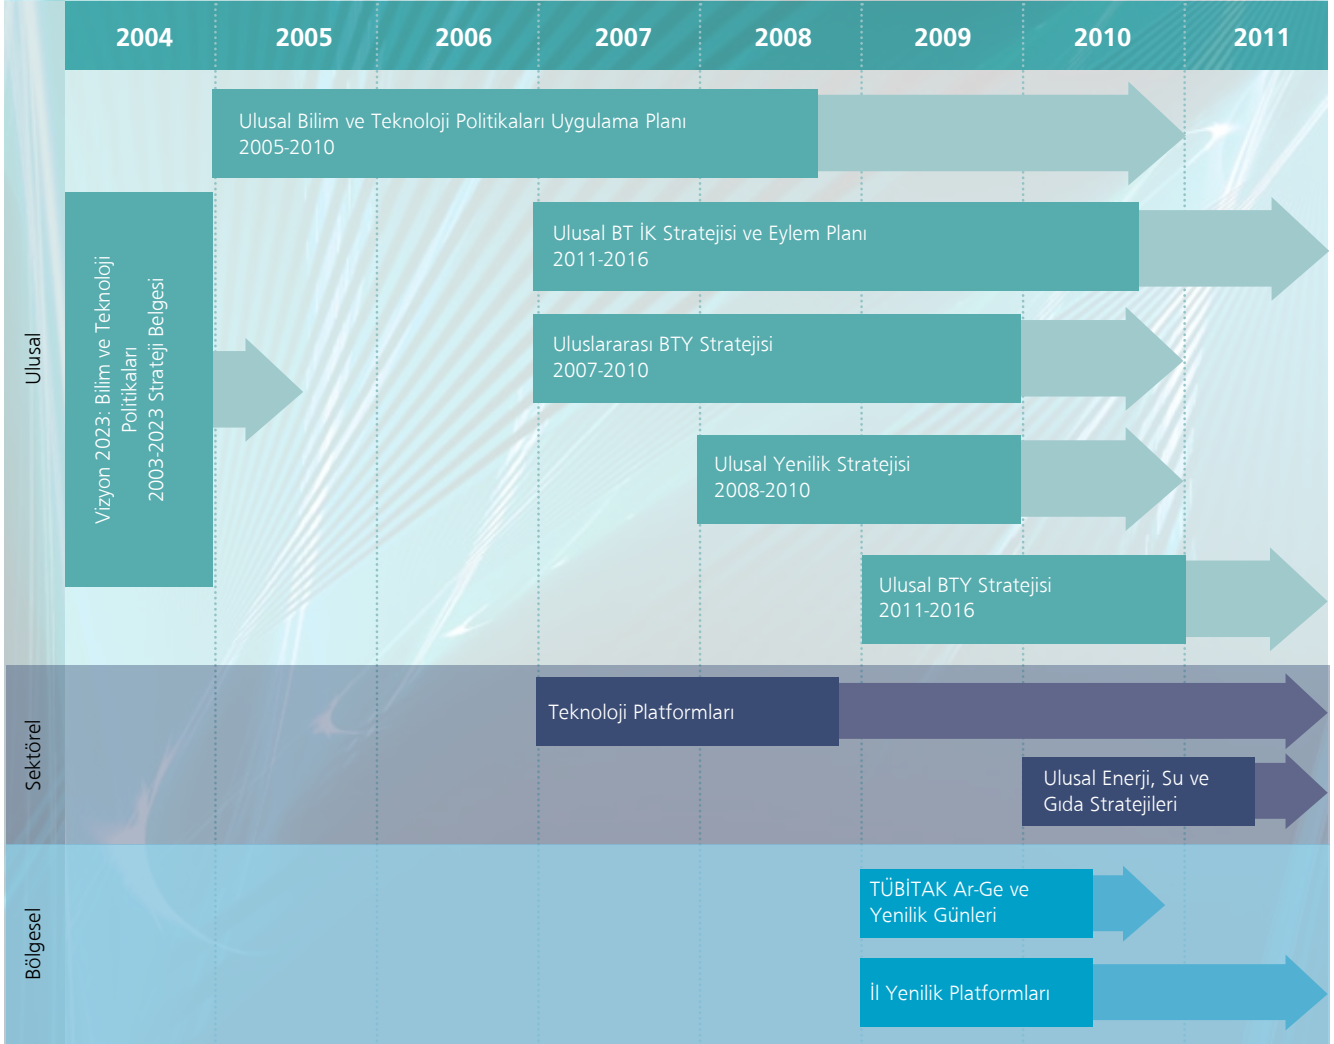 2004 2005 2006 2007 2008 2009 2010 2011
Ulusal
Ulusal Bilim ve Teknoloji Politikaları Uygulama Planı
2005-2010
Vizyon 2023: Bilim ve Teknoloji
Politikaları
2003-2023 Strateji Belgesi
Ulusal BT İK Stratejisi ve Eylem Planı
2011-2016
Uluslararası BTY Stratejisi
2007-2010
Ulusal Yenilik Stratejisi
2008-2010
Ulusal BTY Stratejisi
2011-2016
Sektörel
Teknoloji Platformları
Ulusal Enerji, Su ve
Gıda Stratejileri
Bölgesel
TÜBİTAK Ar-Ge ve
Yenilik Günleri
İl Yenilik Platformları